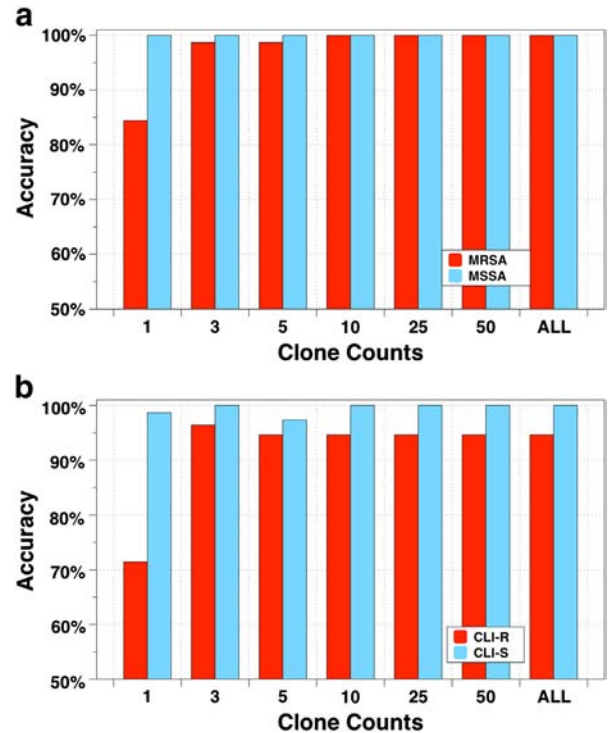 a
100%
90%
80%
70%
60%
50%
Accuracy
MRSA
MSSA
1 3 5 10 25 50 ALL
Clone Counts
b
100%
90%
80%
70%
60%
50%
Accuracy
CLI-R
CLI-S
1 3 5 10 25 50 ALL
Clone Counts